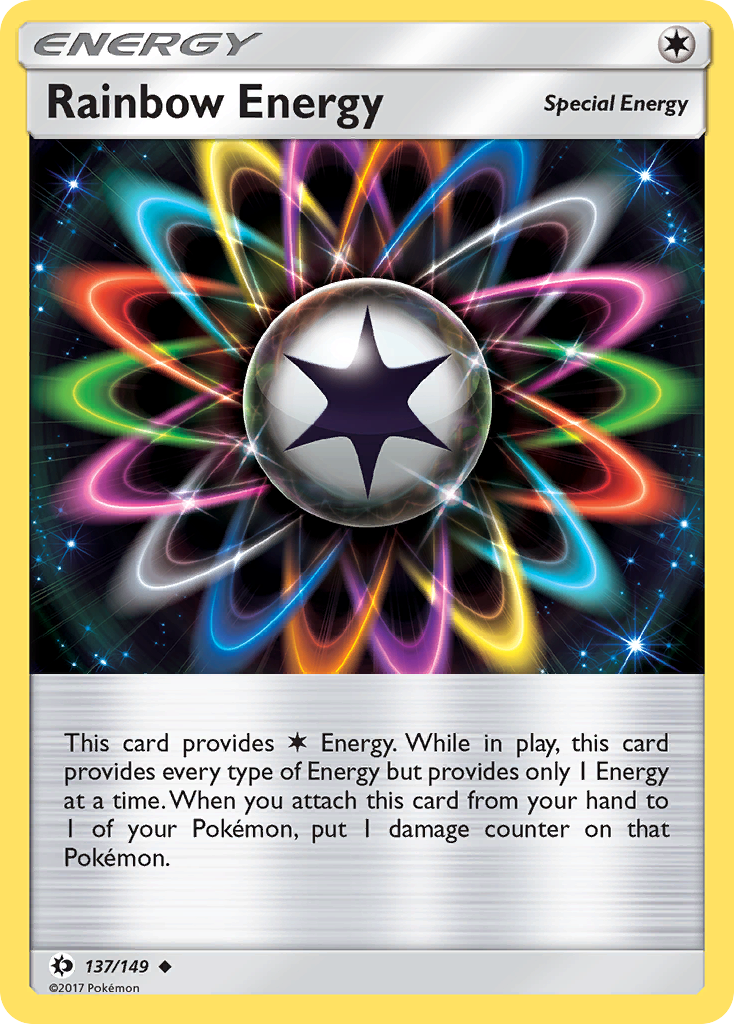 ENERGY
Rainbow Energy
Special Energy
This card provides ✶ Energy. While in play, this card
provides every type of Energy but provides only 1 Energy
at a time. When you attach this card from your hand to
1 of your Pokémon, put 1 damage counter on that
Pokémon.
137/149 ◆
©2017 Pokémon